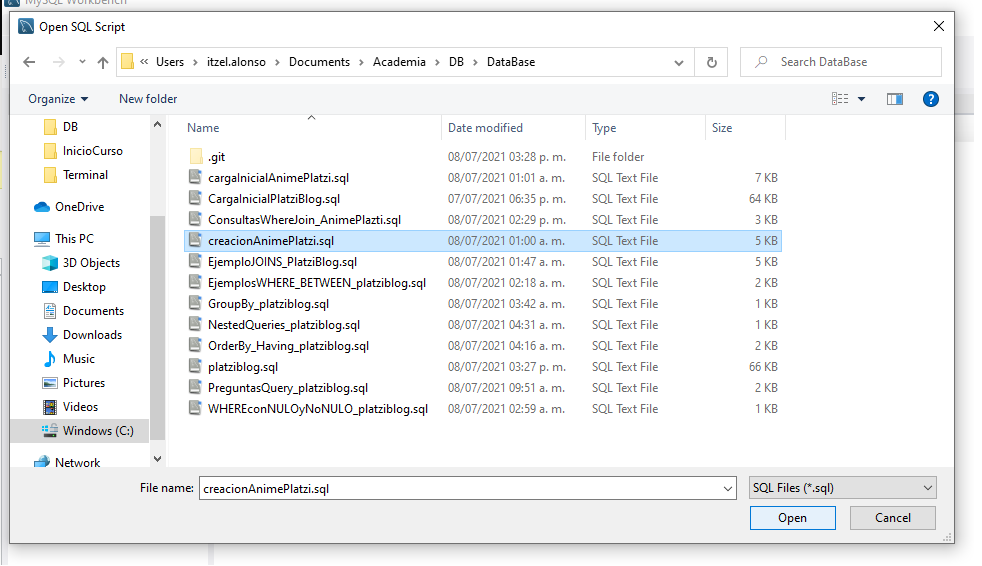 MySQL Workbench
Open SQL Script
« Users › itzel.alonso › Documents › Academia › DB › DataBase
Search DataBase
Organize New folder
?
DB
InicioCurso
Terminal
OneDrive
This PC
3D Objects
Desktop
Documents
Downloads
Music
Pictures
Videos
Windows (C:)
Network
Name Date modified Type Size
.git 08/07/2021 03:28 p. m. File folder
cargaInicialAnimePlatzi.sql 08/07/2021 01:01 a. m. SQL Text File 7 KB
CargaInicialPlatziBlog.sql 07/07/2021 06:35 p. m. SQL Text File 64 KB
ConsultasWhereJoin_AnimePlazti.sql 08/07/2021 02:29 p. m. SQL Text File 3 KB
creacionAnimePlatzi.sql 08/07/2021 01:00 a. m. SQL Text File 5 KB
EjemploJOINS_PlatziBlog.sql 08/07/2021 01:47 a. m. SQL Text File 5 KB
EjemplosWHERE_BETWEEN_platziblog.sql 08/07/2021 02:18 a. m. SQL Text File 2 KB
GroupBy_platziblog.sql 08/07/2021 03:42 a. m. SQL Text File 1 KB
NestedQueries_platziblog.sql 08/07/2021 04:31 a. m. SQL Text File 1 KB
OrderBy_Having_platziblog.sql 08/07/2021 04:16 a. m. SQL Text File 2 KB
platziblog.sql 08/07/2021 03:27 p. m. SQL Text File 66 KB
PreguntasQuery_platziblog.sql 08/07/2021 09:51 a. m. SQL Text File 2 KB
WHEREconNULOyNoNULO_platziblog.sql 08/07/2021 02:59 a. m. SQL Text File 1 KB
File name: creacionAnimePlatzi.sql SQL Files (*.sql)
Open Cancel